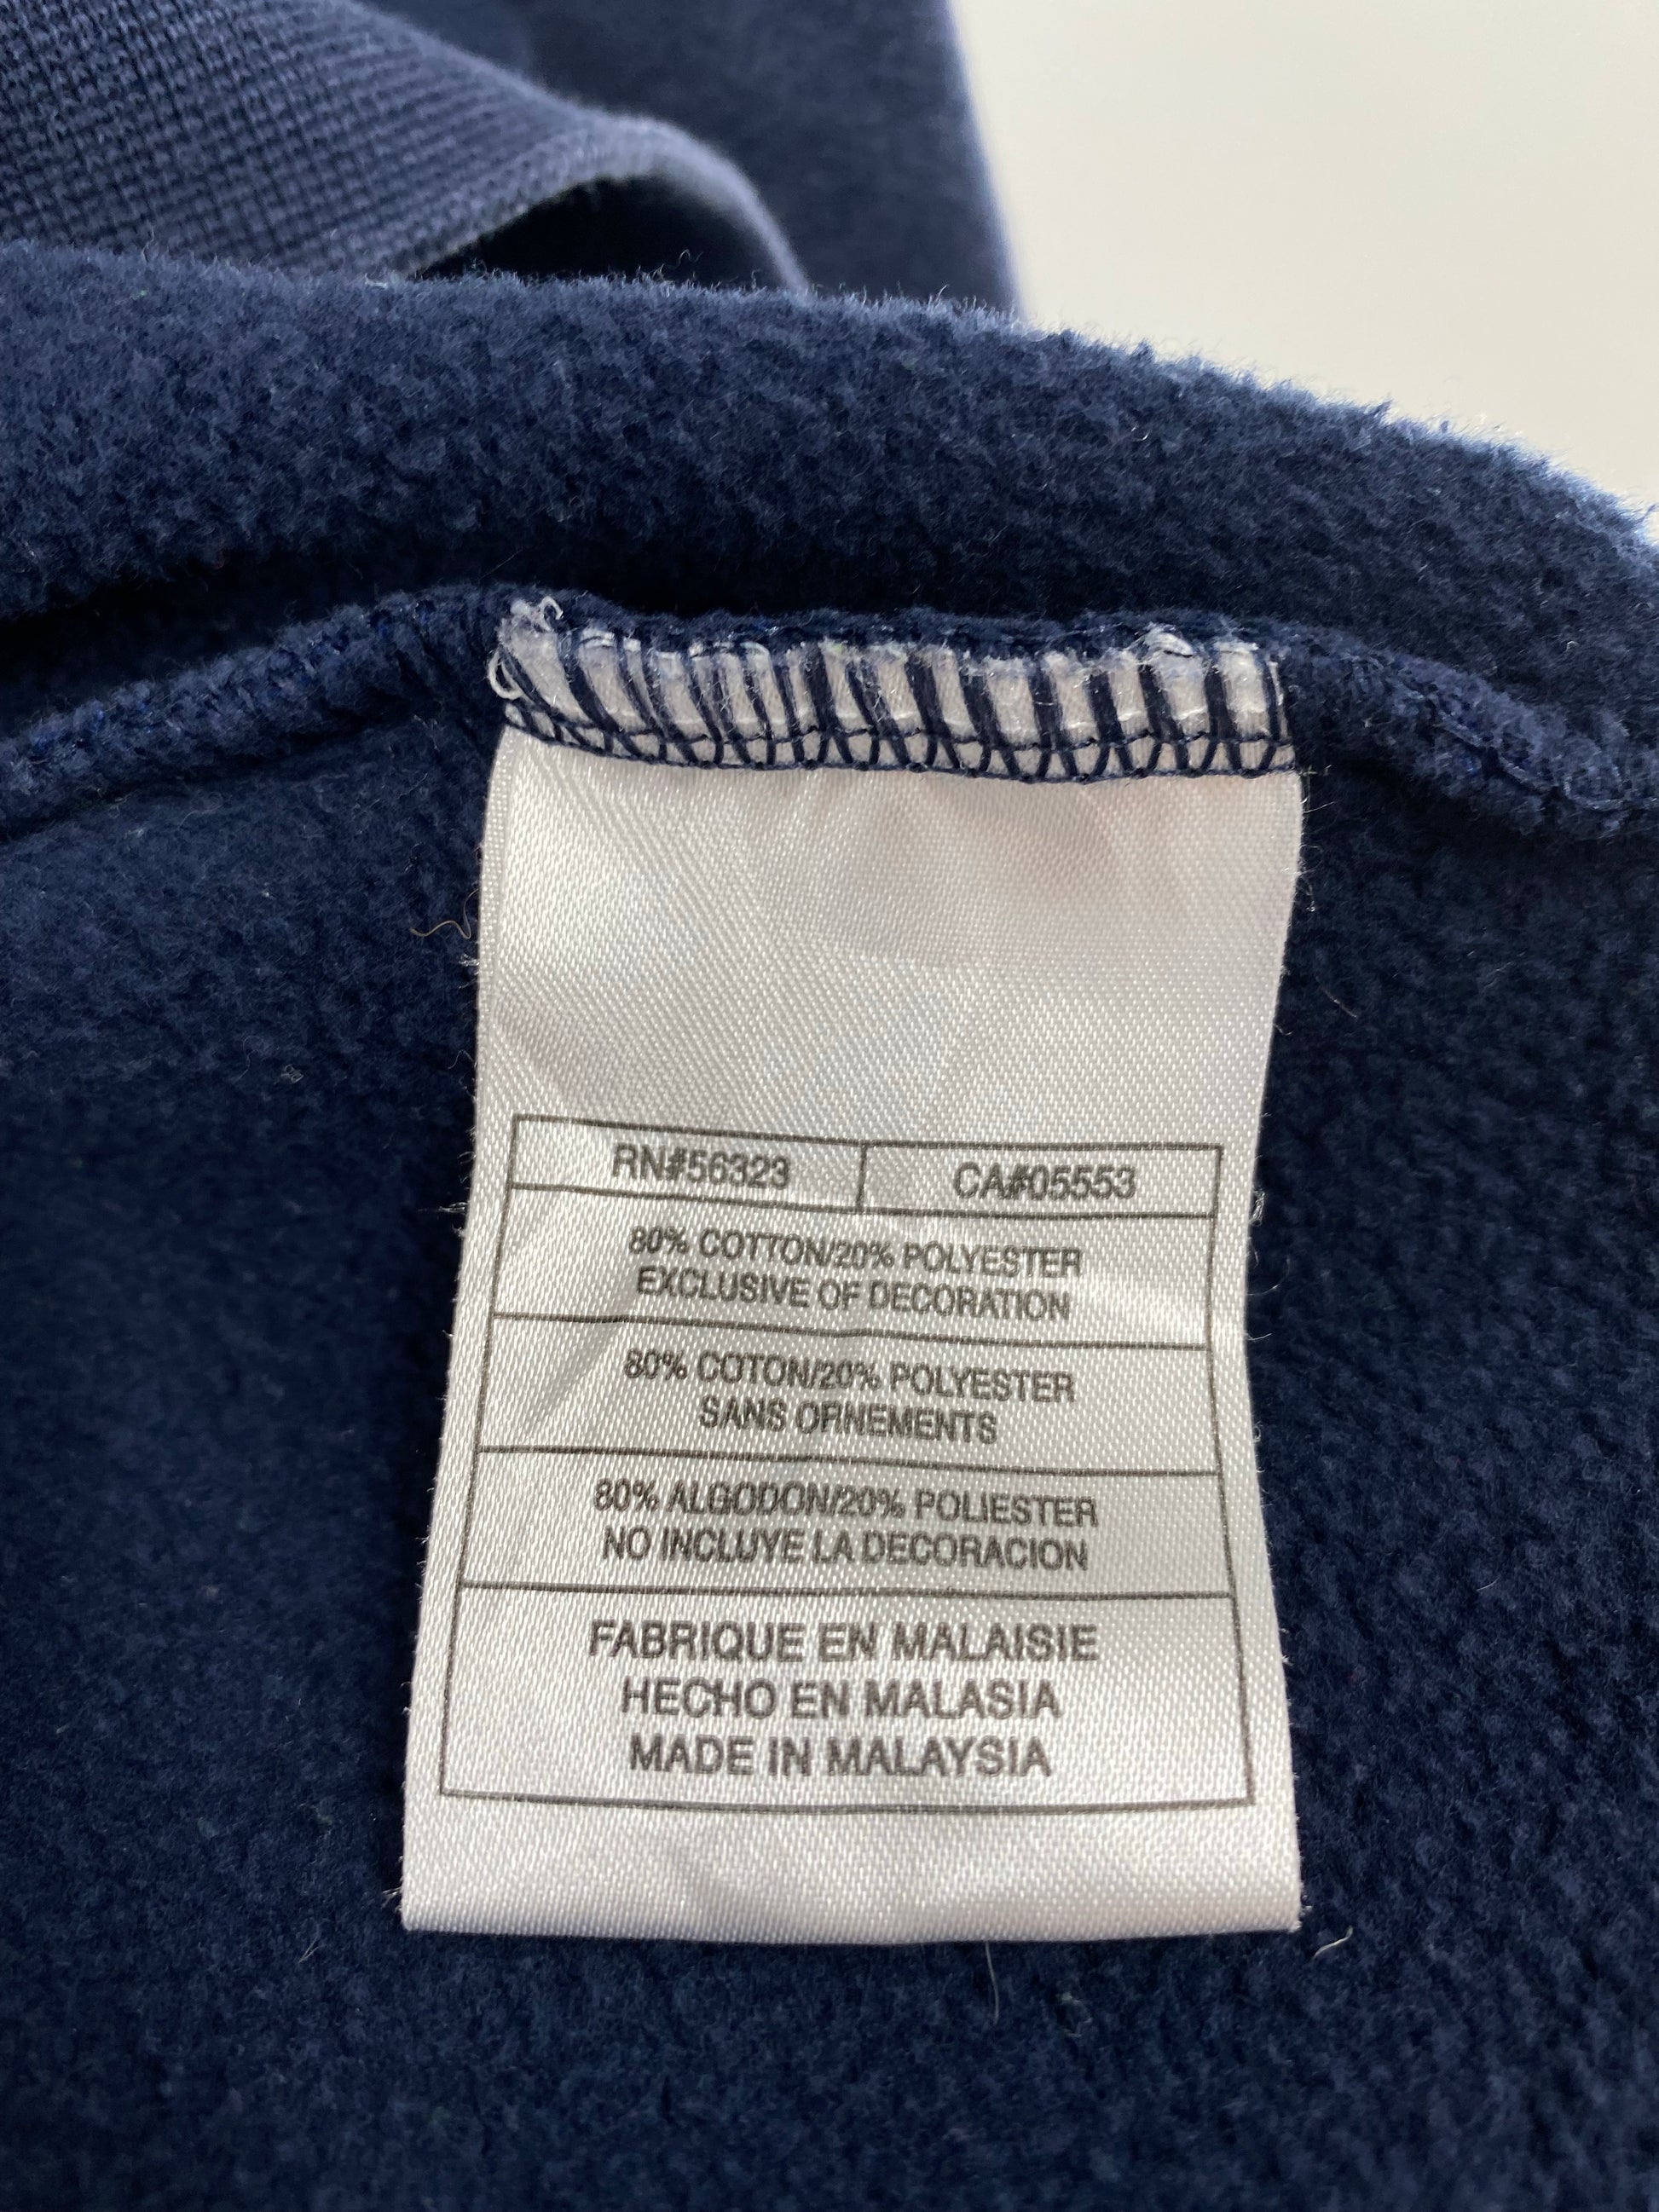 RN#56323 CA#05553
80% COTTON/20% POLYESTER
EXCLUSIVE OF DECORATION
80% COTON/20% POLYESTER
SANS ORNEMENTS
80% ALGODON/20% POLIESTER
NO INCLUYE LA DECORACION
FABRIQUE EN MALAISIE
HECHO EN MALASIA
MADE IN MALAYSIA